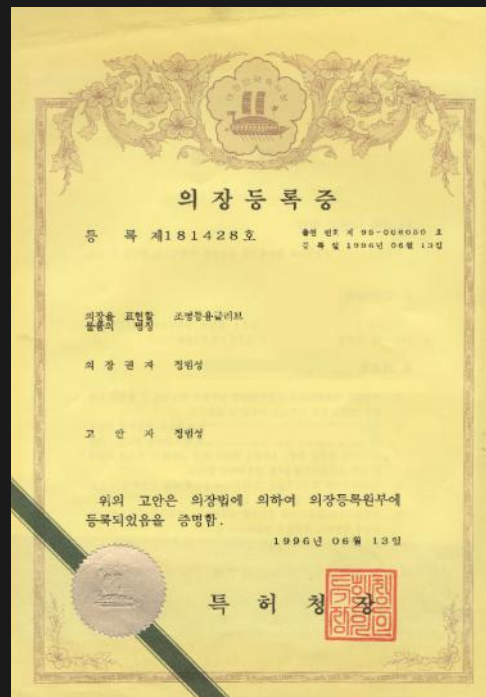 의장등록증
등 록 제181428호
출원 번호 제 95-006050 호
등 록 일 1996년 06월 13일
의장을 표현할 조명등용글러브
물품의 명칭
의 장 권 자 정범성
고 안 자 정범성
위의 고안은 의장법에 의하여 의장등록원부에
등록되었음을 증명함.
1996년 06월 13일
특 허 청 장